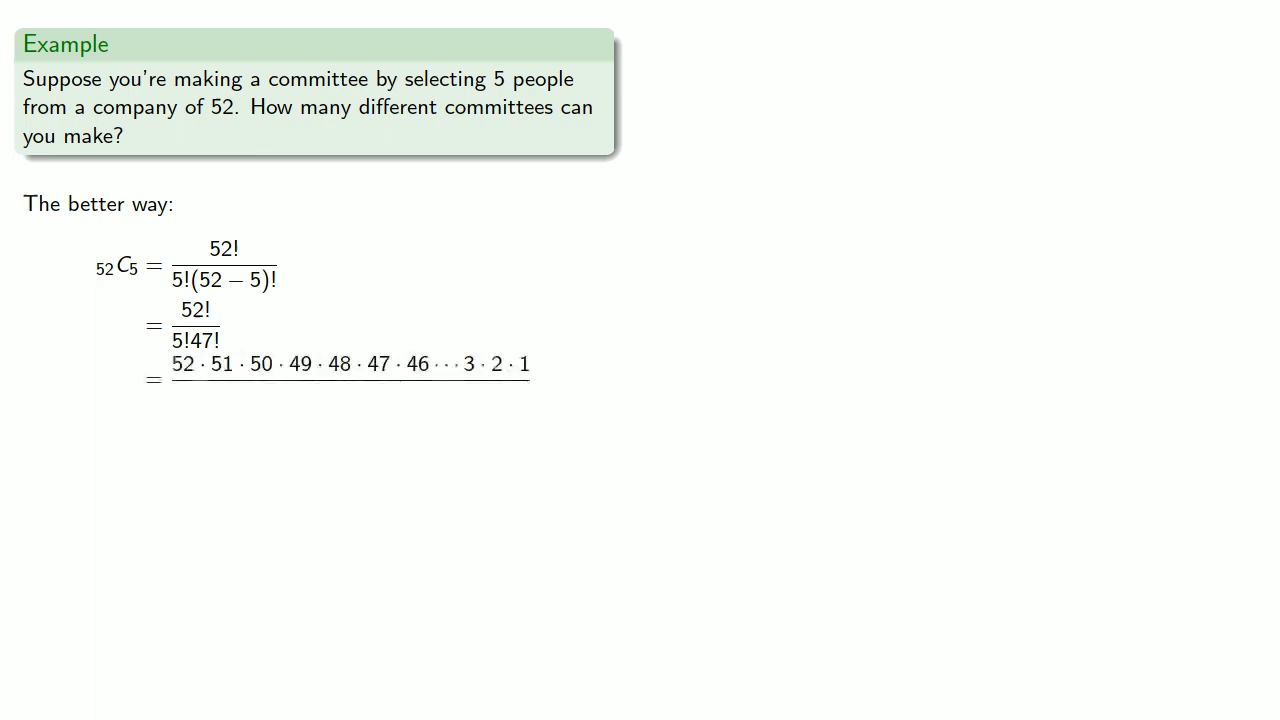 Example
Suppose you're making a committee by selecting 5 people
from a company of 52. How many different committees can
you make?
The better way:
₅₂C₅ = 52! / 5!(52 − 5)!
= 52! / 5!47!
= 52 · 51 · 50 · 49 · 48 · 47 · 46 · · · 3 · 2 · 1